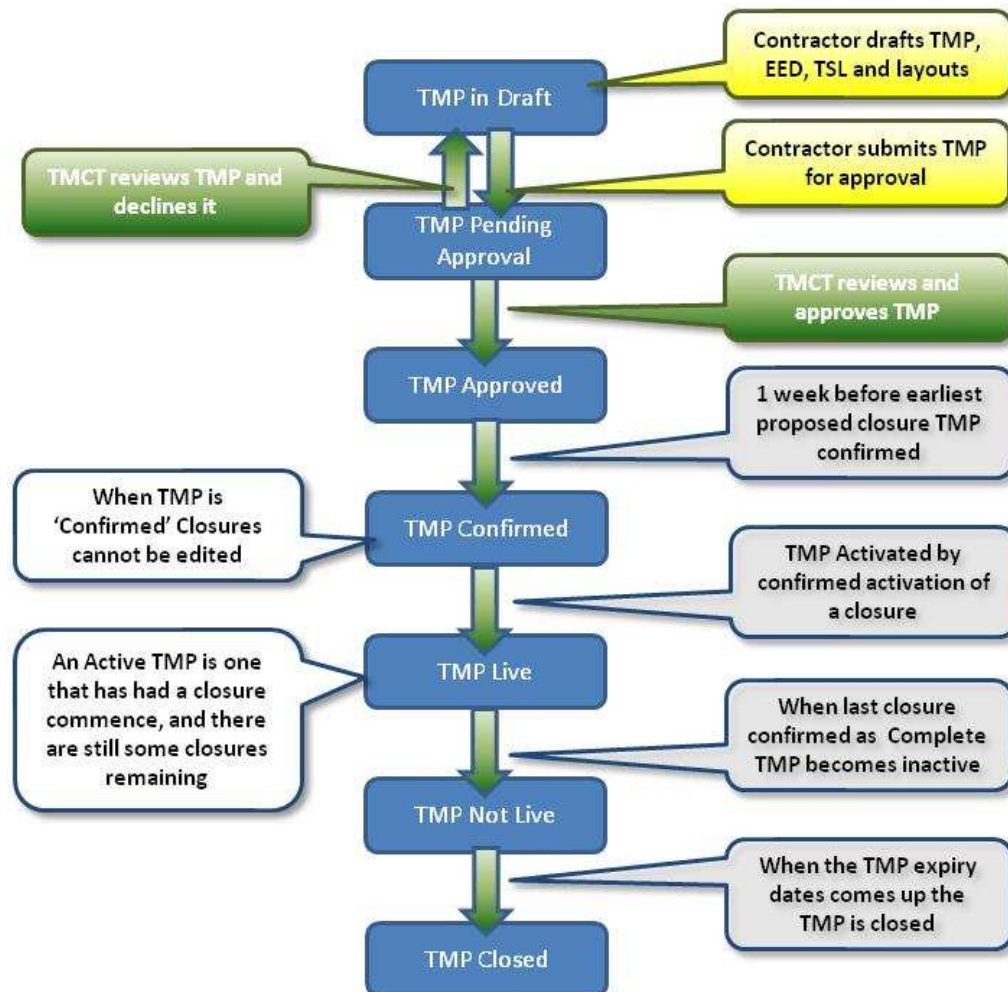 Contractor drafts TMP,
EED, TSL and layouts
TMP in Draft
TMCT reviews TMP and
declines it
Contractor submits TMP
for approval
TMP Pending
Approval
TMCT reviews and
approves TMP
TMP Approved
1 week before earliest
proposed closure TMP
confirmed
When TMP is
‘Confirmed’ Closures
cannot be edited
TMP Confirmed
TMP Activated by
confirmed activation of
a closure
An Active TMP is one
that has had a closure
commence, and there
are still some closures
remaining
TMP Live
When last closure
confirmed as Complete
TMP becomes inactive
TMP Not Live
When the TMP expiry
dates comes up the
TMP is closed
TMP Closed